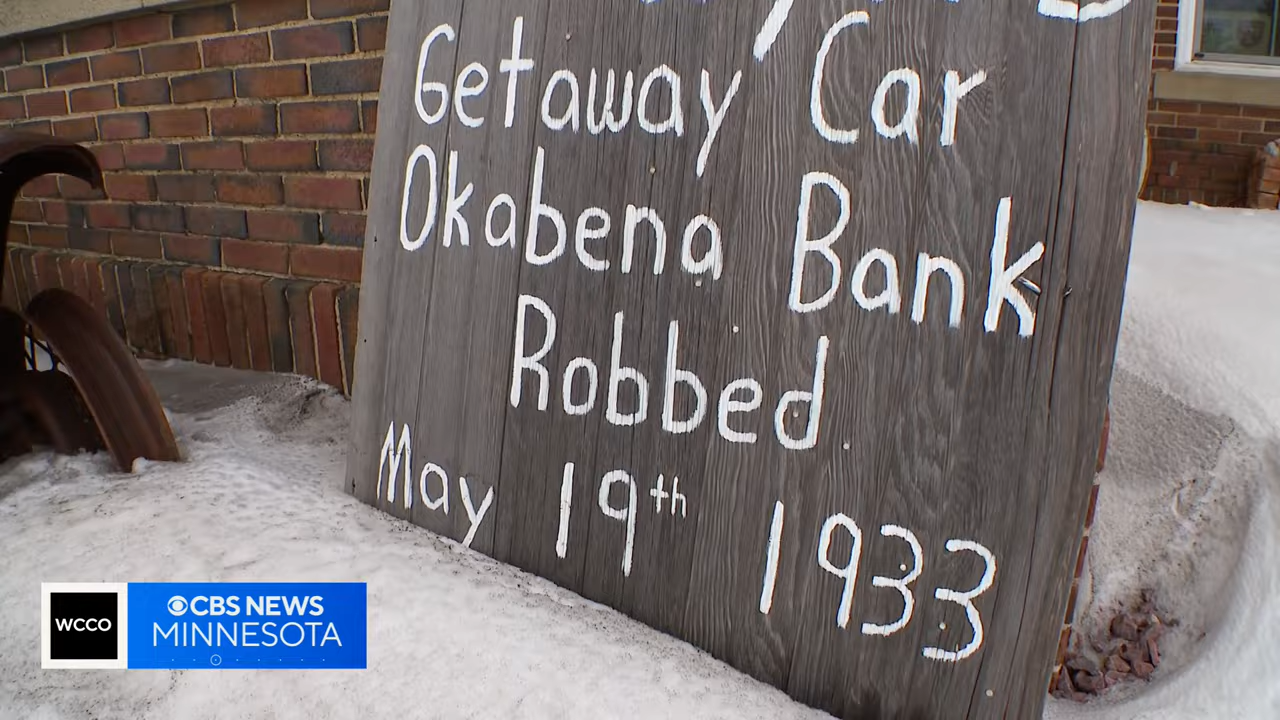 Getaway Car
Okabena Bank
Robbed
May 19th 1933
WCCO
CBS NEWS
MINNESOTA